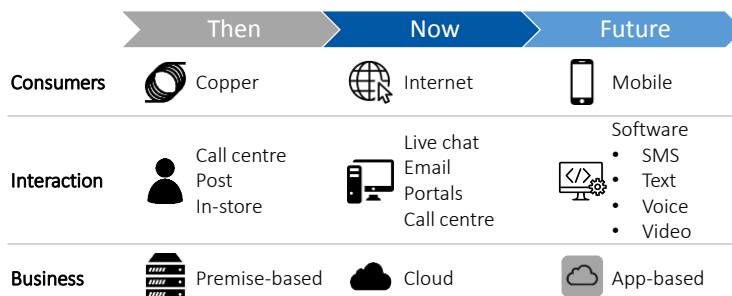 Then Now Future
Consumers Copper Internet Mobile
Interaction
Call centre
Post
In-store
Live chat
Email
Portals
Call centre
</>
Software
• SMS
• Text
• Voice
• Video
Business Premise-based Cloud App-based